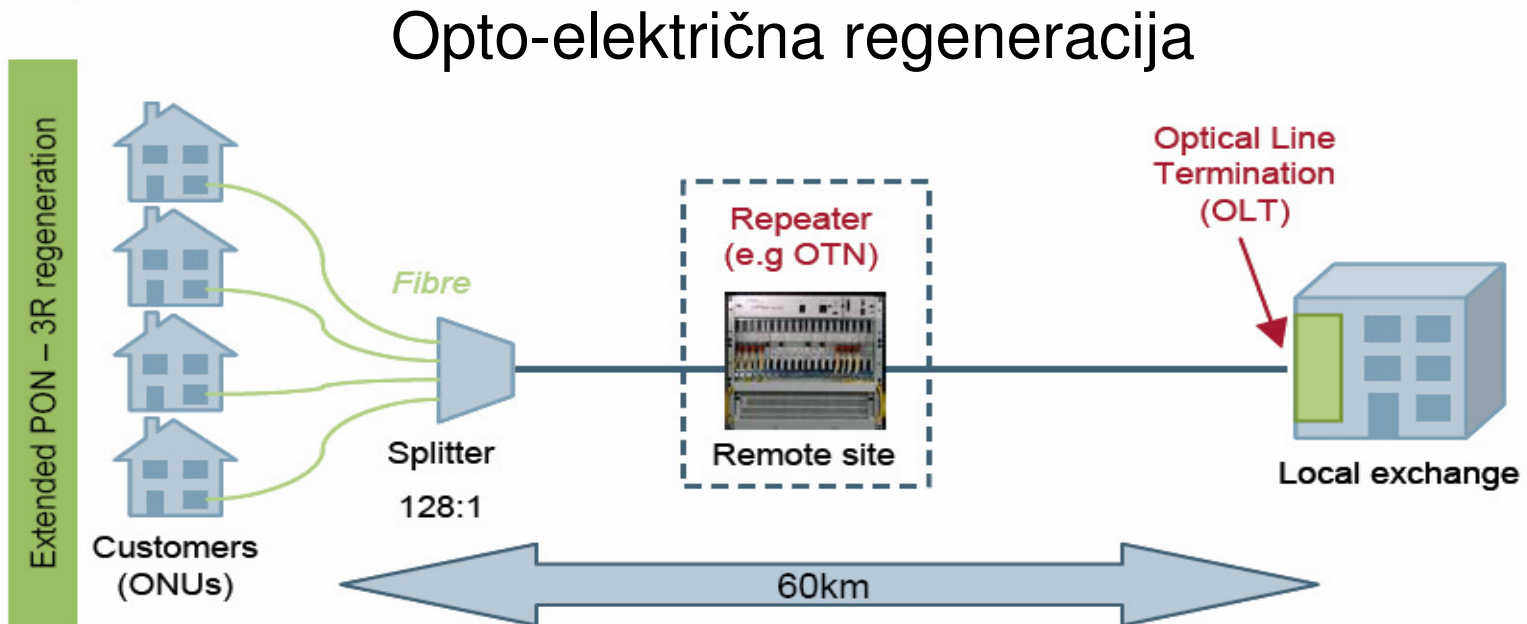 Opto-električna regeneracija
Extended PON – 3R regeneration
Optical Line
Termination
(OLT)
Repeater
(e.g OTN)
Fibre
Splitter
128:1
Remote site
Local exchange
Customers
(ONUs)
60km